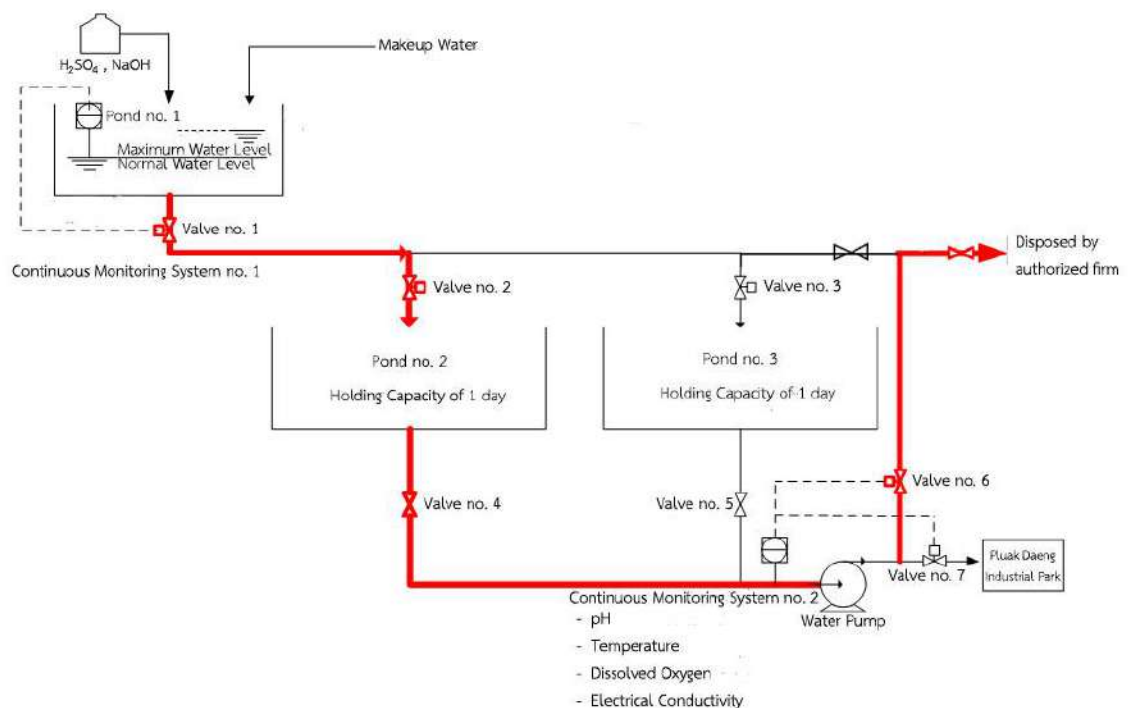 Makeup Water
H₂SO₄ , NaOH
Pond no. 1
Maximum Water Level
Normal Water Level
Valve no. 1
Continuous Monitoring System no. 1
Disposed by
authorized firm
Valve no. 2
Valve no. 3
Pond no. 2
Holding Capacity of 1 day
Pond no. 3
Holding Capacity of 1 day
Valve no. 4
Valve no. 5
Valve no. 6
Valve no. 7
Pluak Daeng
Industrial Park
Water Pump
Continuous Monitoring System no. 2
- pH
- Temperature
- Dissolved Oxygen
- Electrical Conductivity